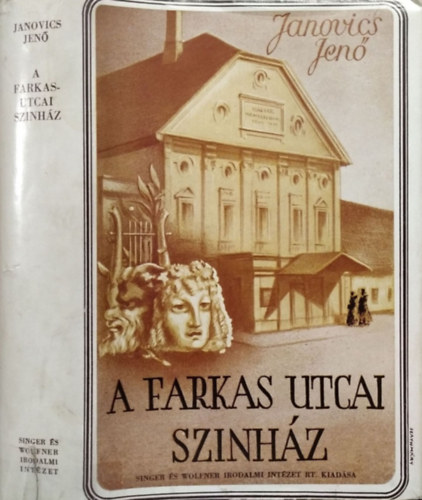 JANOVICS
JENŐ
A
FARKAS-
UTCAI
SZINHÁZ
SINGER ÉS
WOLFNER
IRODALMI
INTÉZET
Janovics
Jenő
A FARKAS UTCAI
SZINHÁZ
SINGER ÉS WOLFNER IRODALMI INTÉZET RT. KIADÁSA